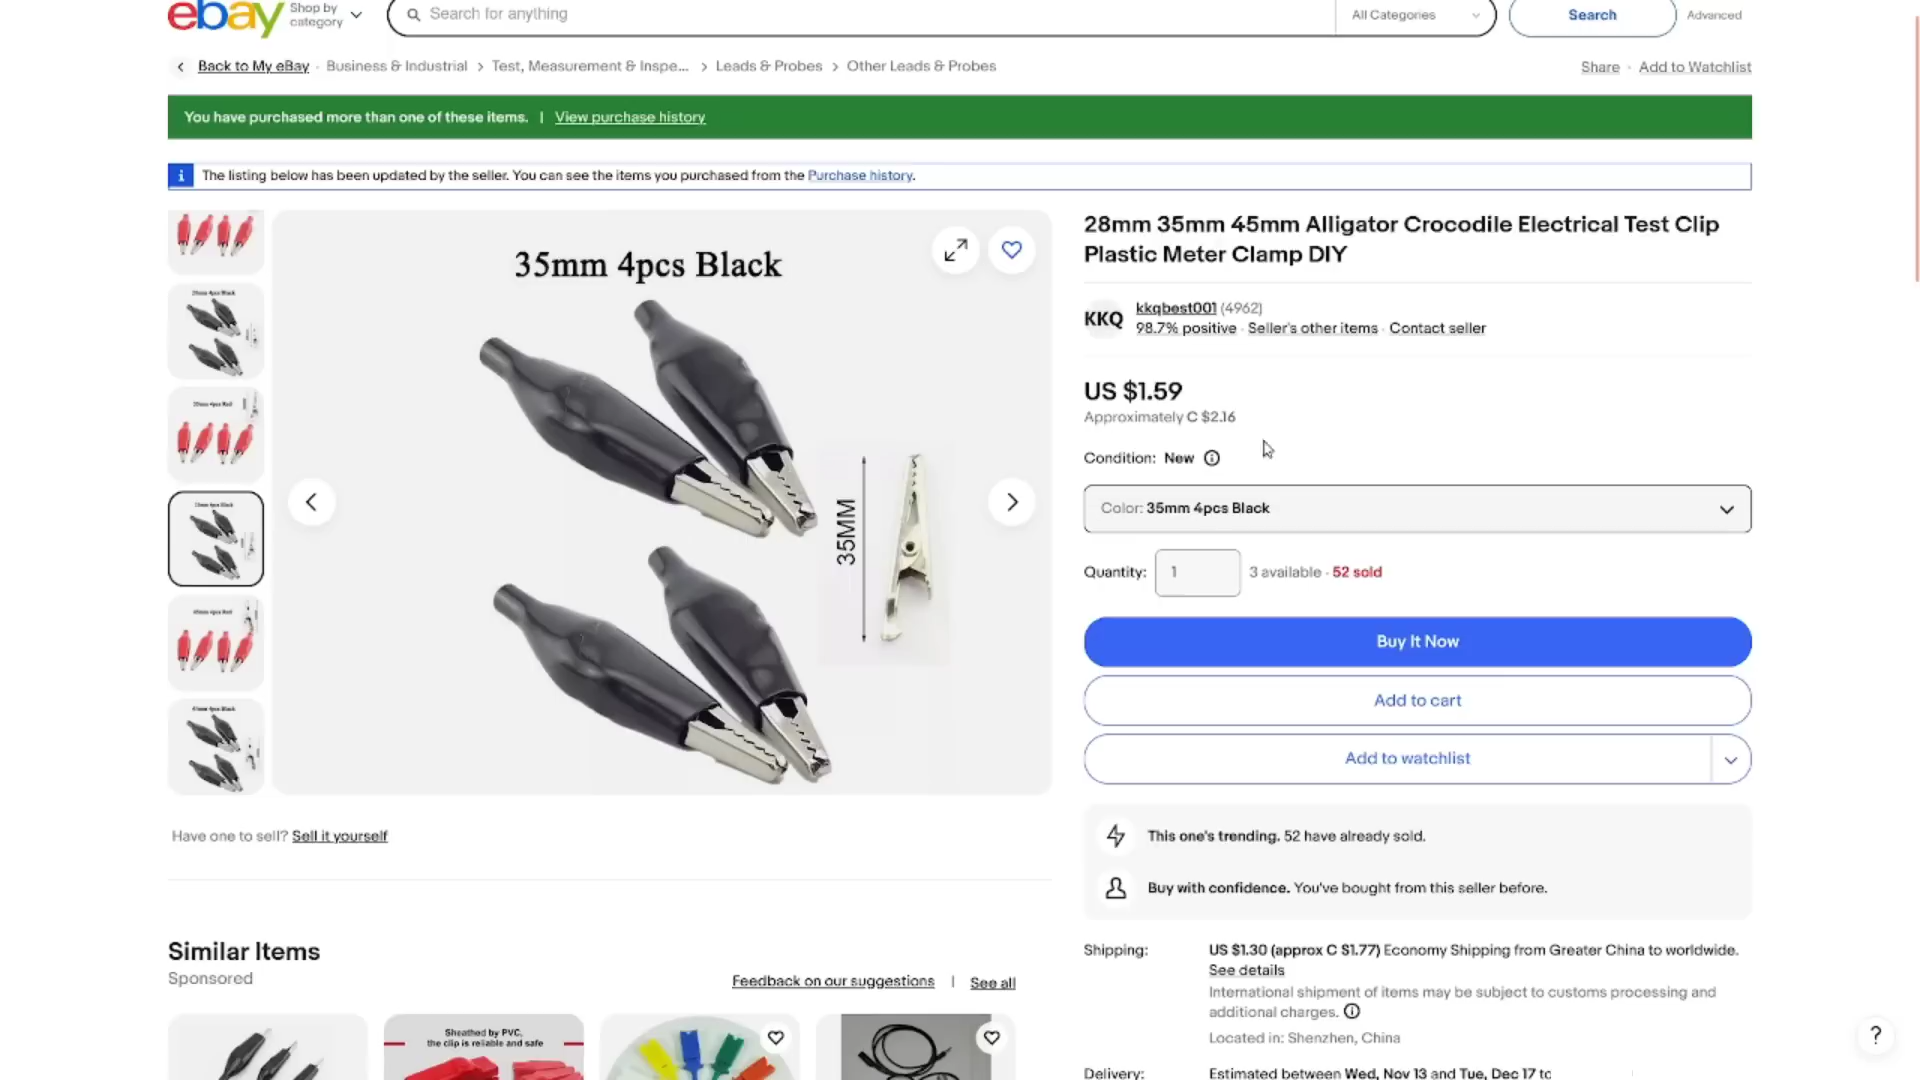 ebay
Shop by
category
Search for anything
All Categories
Search
Advanced
Back to My eBay · Business & Industrial > Test, Measurement & Inspe... > Leads & Probes > Other Leads & Probes
Share · Add to Watchlist
You have purchased more than one of these items. | View purchase history
i The listing below has been updated by the seller. You can see the items you purchased from the Purchase history.
35mm 4pcs Black
35MM
28mm 35mm 45mm Alligator Crocodile Electrical Test Clip
Plastic Meter Clamp DIY
KKQ
kkqbest001 (4962)
98.7% positive · Seller's other items · Contact seller
US $1.59
Approximately C $2.16
Condition: New
Color: 35mm 4pcs Black
Quantity: 1 3 available · 52 sold
Buy It Now
Add to cart
Add to watchlist
This one's trending. 52 have already sold.
Buy with confidence. You've bought from this seller before.
Have one to sell? Sell it yourself
Shipping: US $1.30 (approx C $1.77) Economy Shipping from Greater China to worldwide.
See details
International shipment of items may be subject to customs processing and
additional charges.
Located in: Shenzhen, China
Delivery: Estimated between Wed, Nov 13 and Tue, Dec 17 to
Similar Items
Sponsored
Feedback on our suggestions | See all
Sheathed by PVC,
the clip is reliable and safe
?